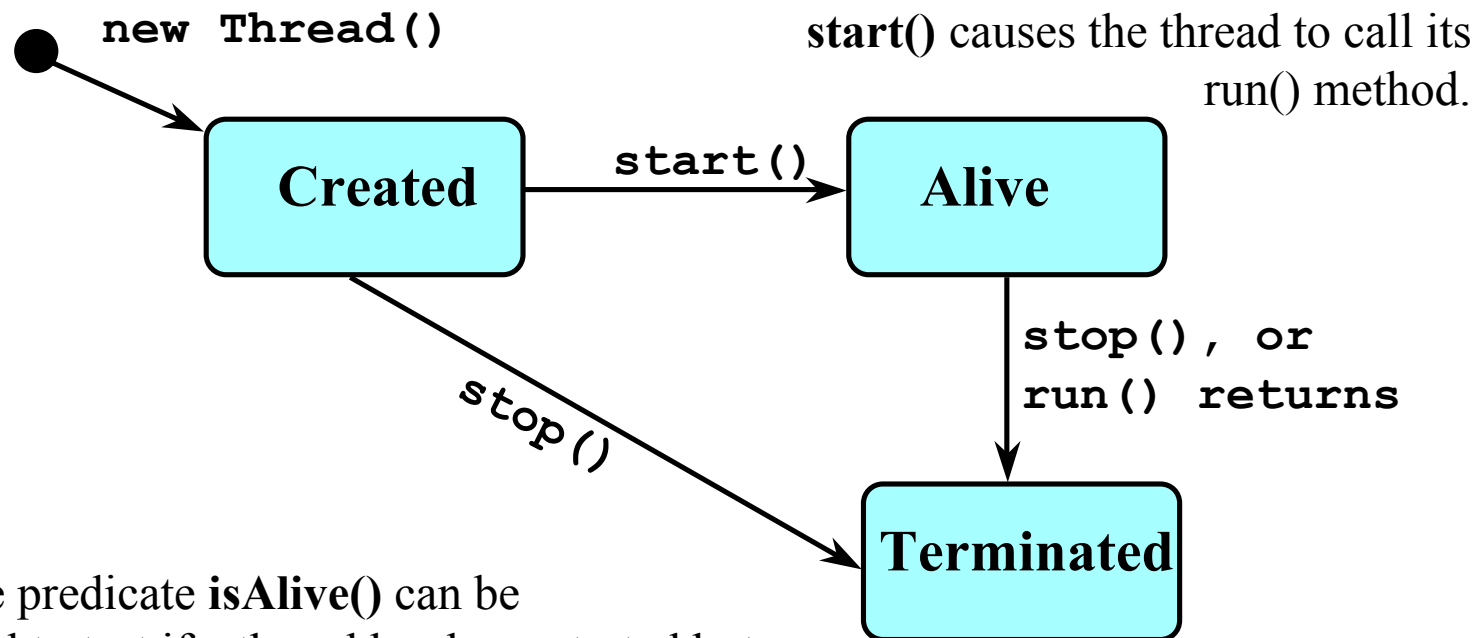 new Thread()
start() causes the thread to call its
run() method.
Created
start()
Alive
stop(), or
run() returns
stop()
Terminated
predicate isAlive() can be